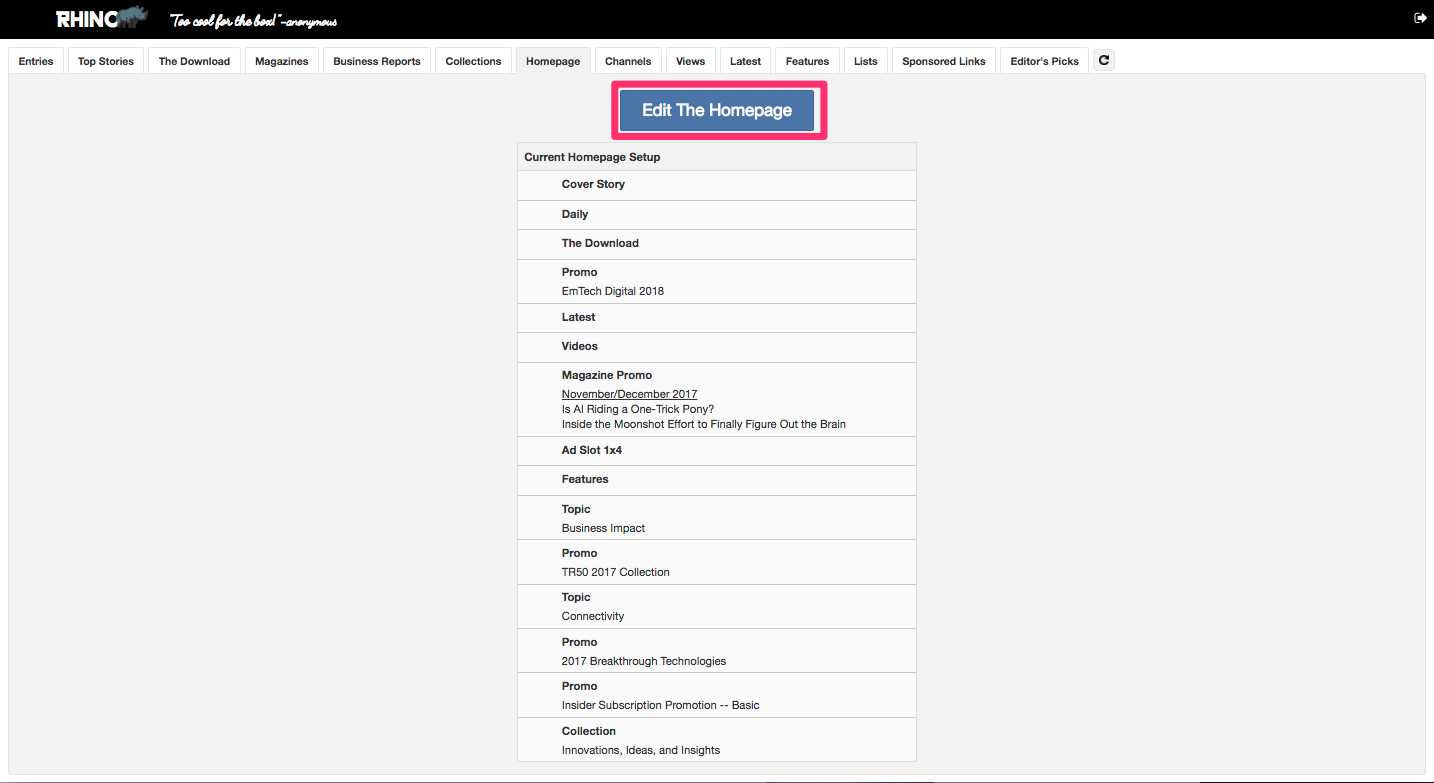 RHINO "Too cool for the box!" -anonymous
Entries Top Stories The Download Magazines Business Reports Collections Homepage Channels Views Latest Features Lists Sponsored Links Editor's Picks
Edit The Homepage
Current Homepage Setup
Cover Story
Daily
The Download
Promo
EmTech Digital 2018
Latest
Videos
Magazine Promo
November/December 2017
Is AI Riding a One-Trick Pony?
Inside the Moonshot Effort to Finally Figure Out the Brain
Ad Slot 1x4
Features
Topic
Business Impact
Promo
TR50 2017 Collection
Topic
Connectivity
Promo
2017 Breakthrough Technologies
Promo
Insider Subscription Promotion -- Basic
Collection
Innovations, Ideas, and Insights